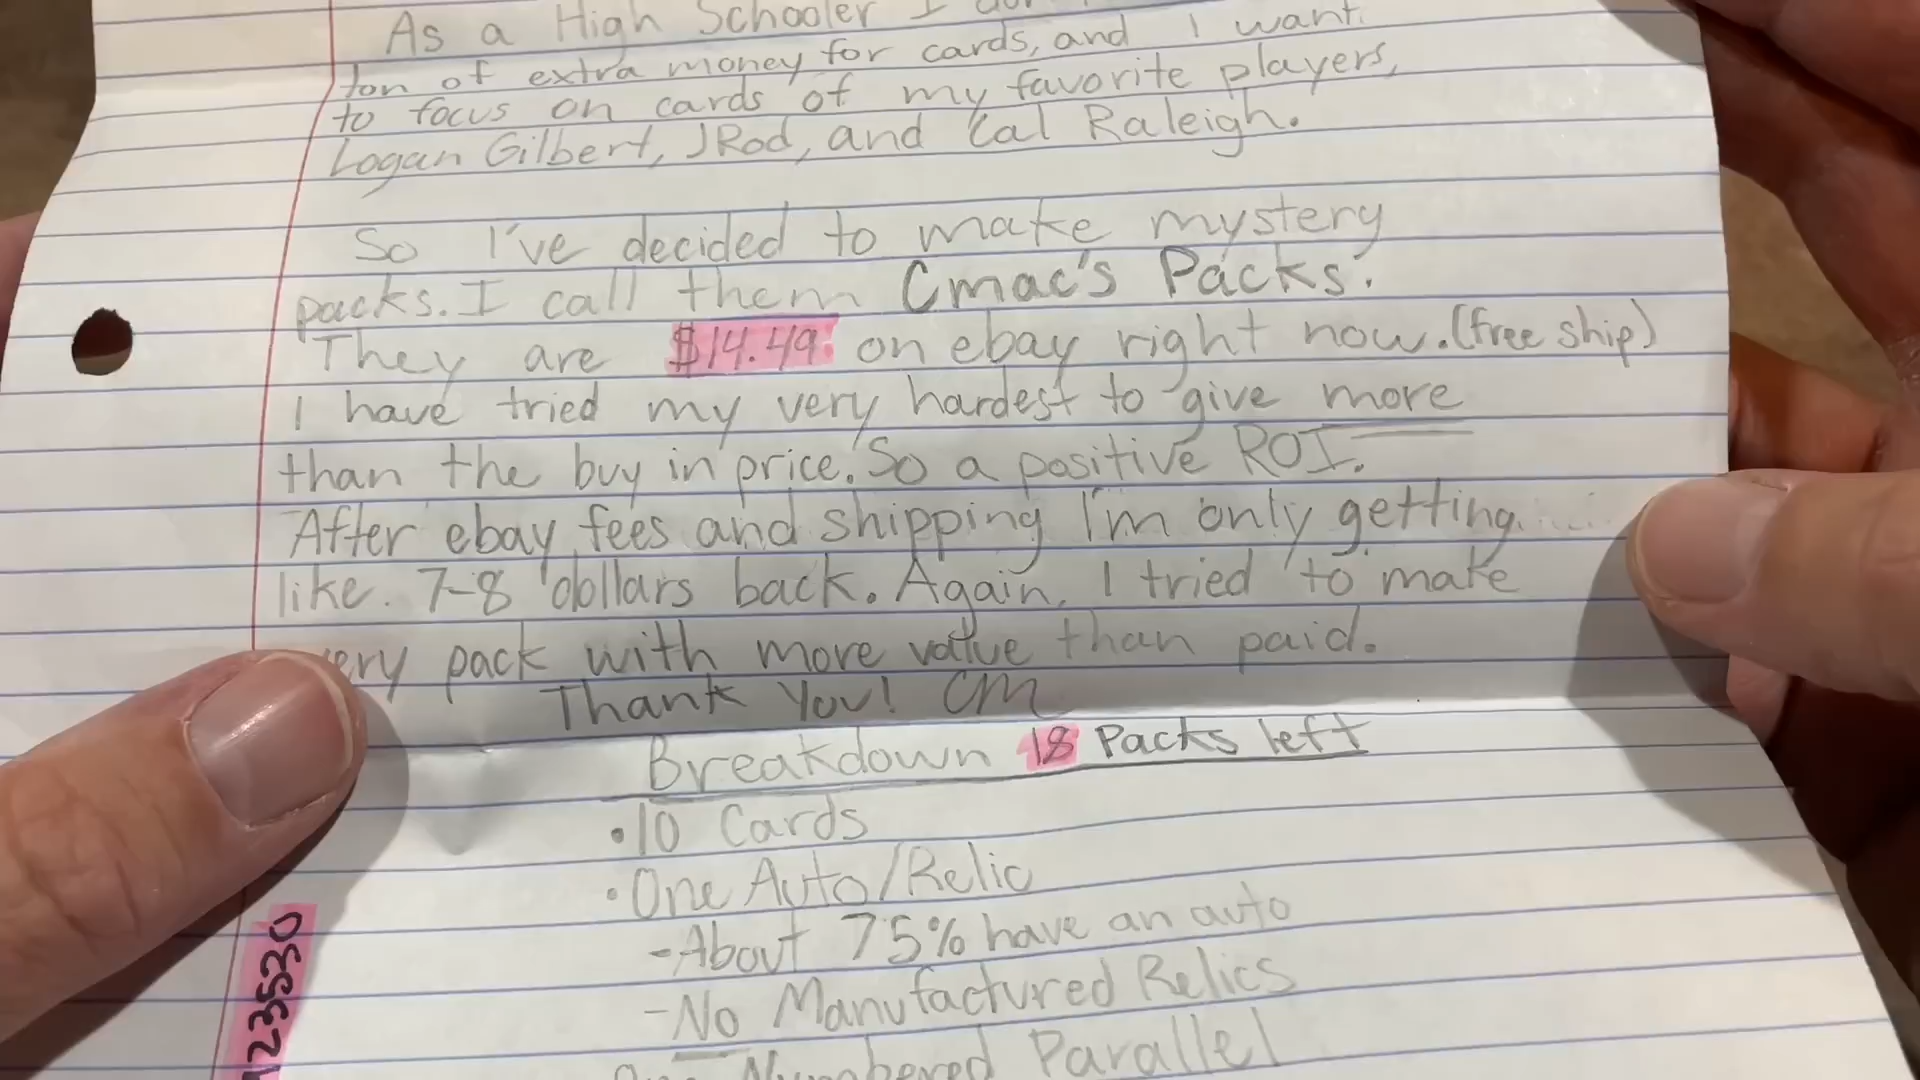 As a High Schooler I
ton of extra money for cards, and I want
to focus on cards of my favorite players,
Logan Gilbert, JRod, and Cal Raleigh.
So I've decided to make mystery
packs. I call them Cmac's Packs.
They are $14.49 on ebay right now. (free ship)
I have tried my very hardest to give more
than the buy in price. So a positive ROI.
After ebay fees and shipping I'm only getting
like 7-8 dollars back. Again, I tried to make
ery pack with more value than paid.
Thank You! CM
Breakdown 18 Packs left
• 10 Cards
• One Auto/Relic
- About 75% have an auto
- No Manufactured Relics
Numbered Parallel
123530